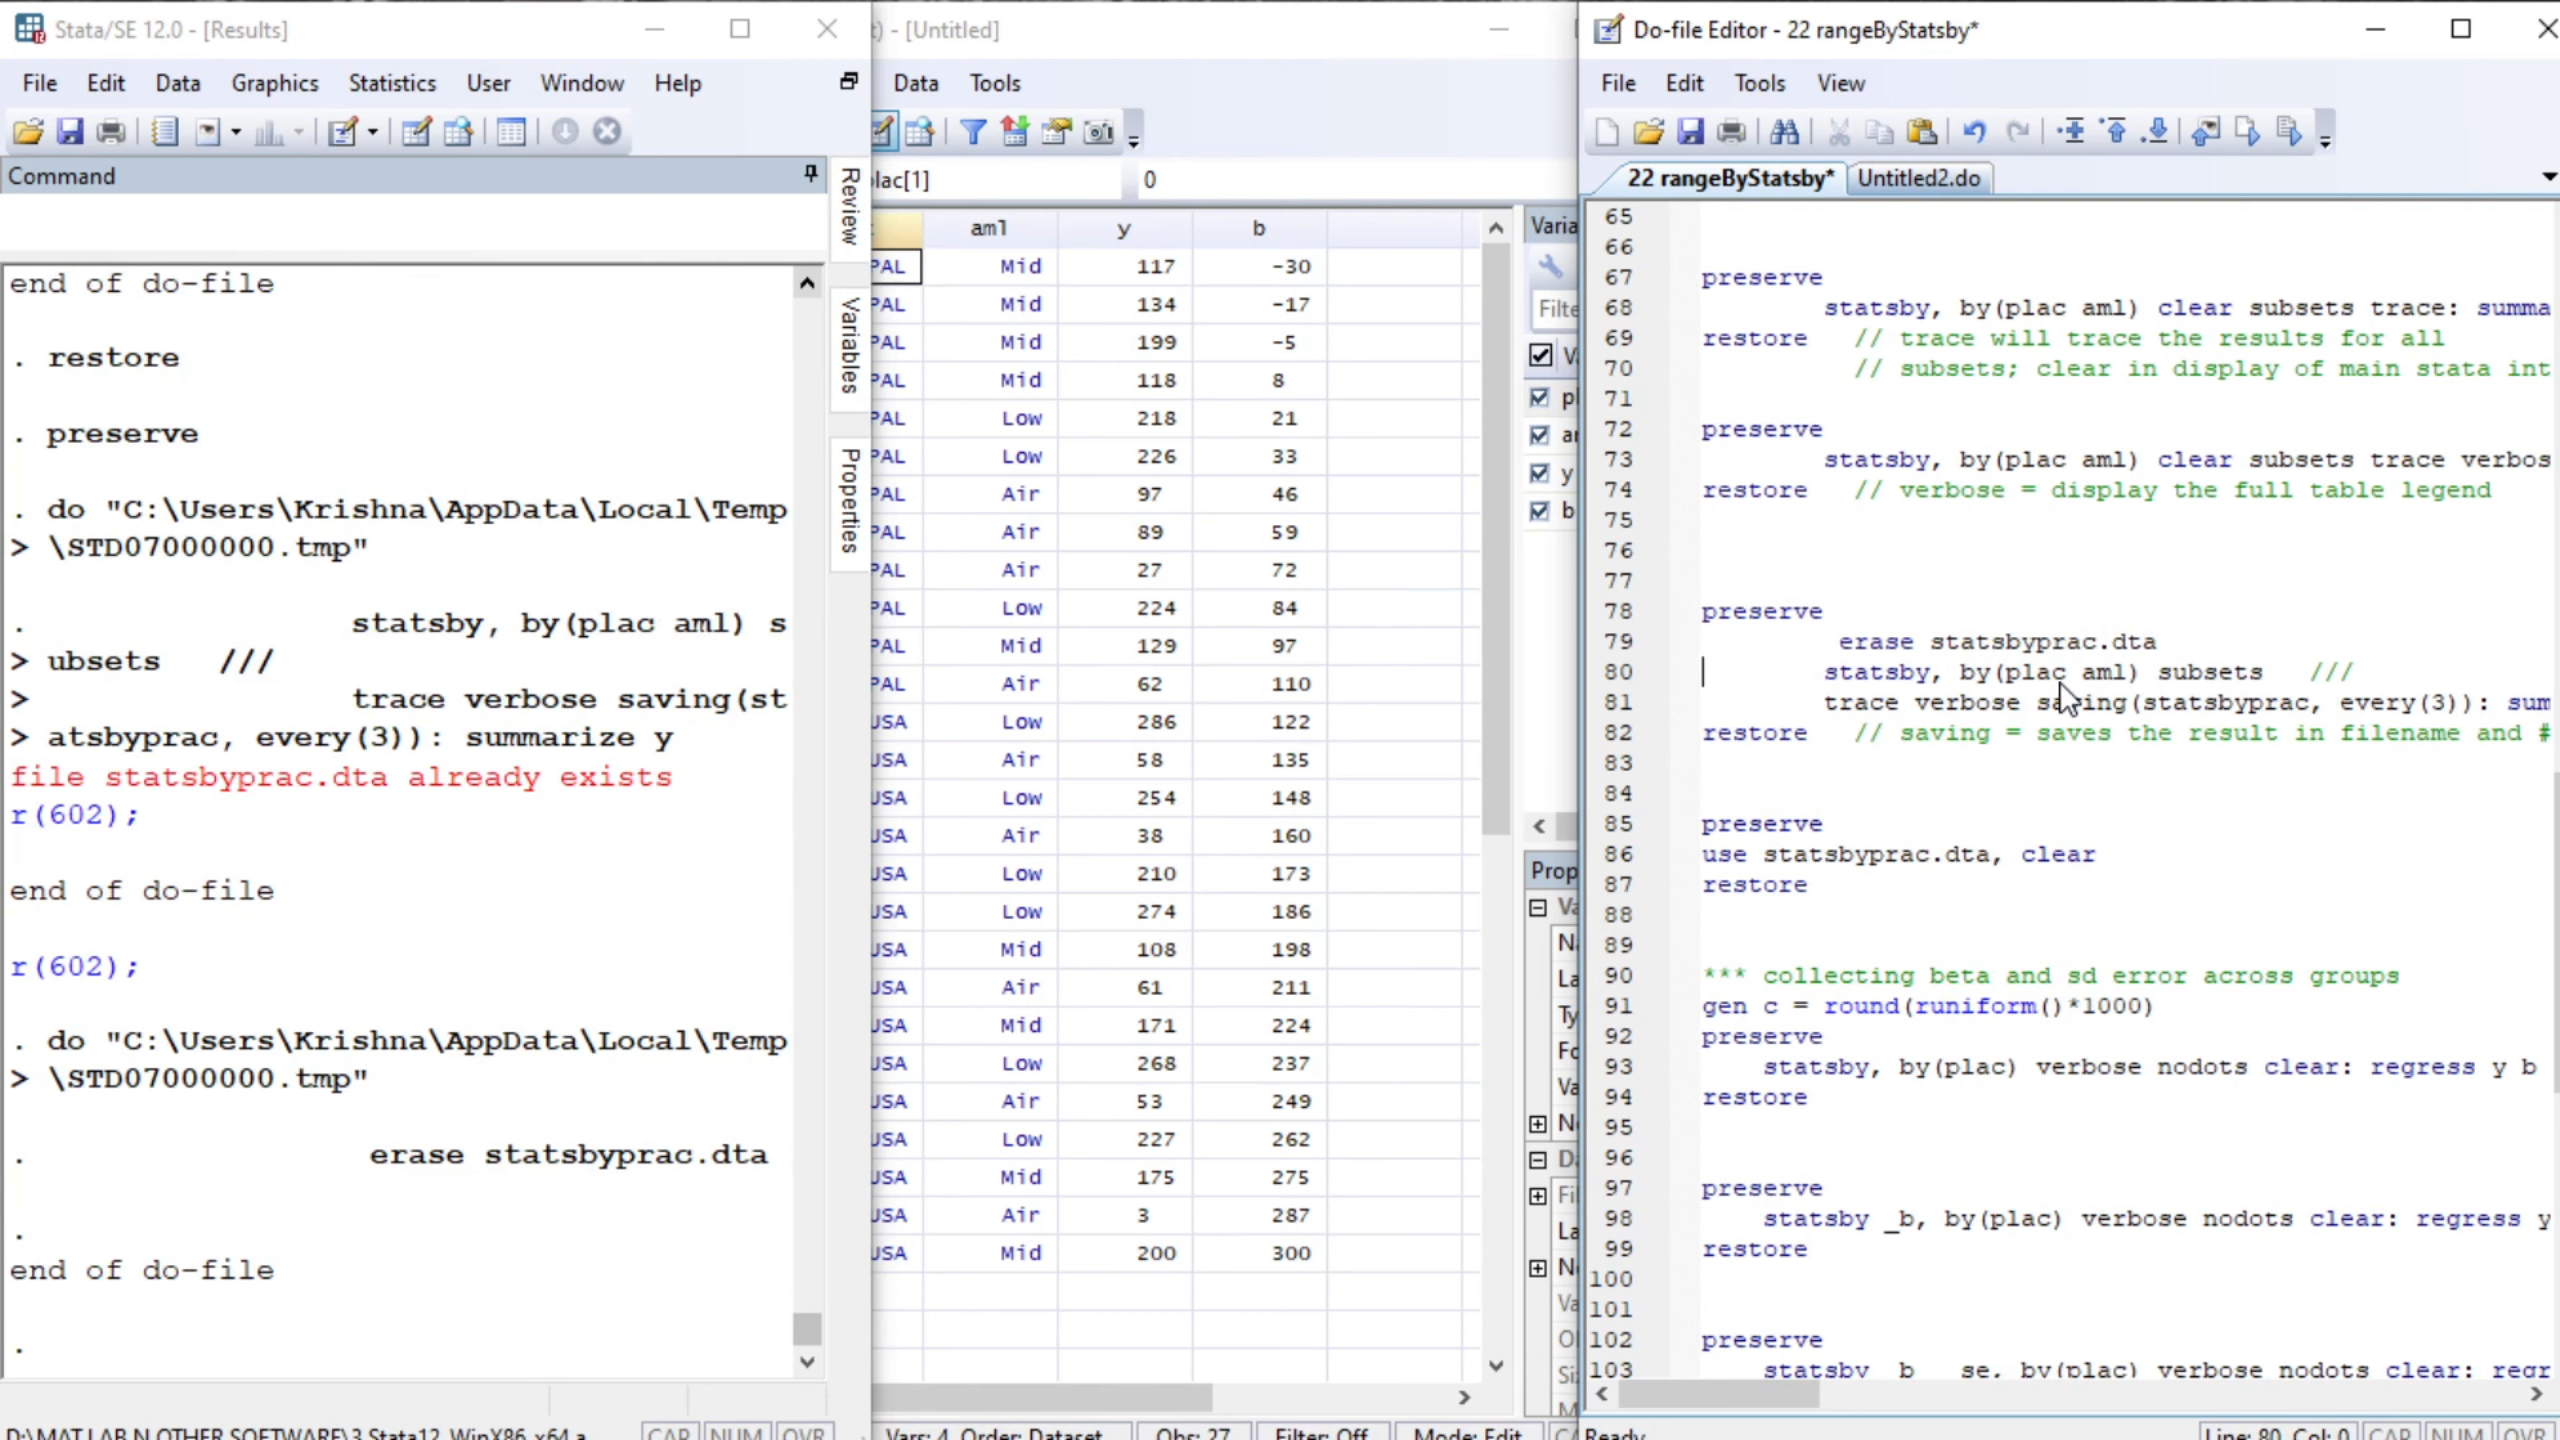 Stata/SE 12.0 - [Results]
File Edit Data Graphics Statistics User Window Help
Command
Review
Variables
Properties
end of do-file
. restore
. preserve
. do "C:\Users\Krishna\AppData\Local\Temp
> \STD07000000.tmp"
. statsby, by(plac aml) s
> ubsets ///
> trace verbose saving(st
> atsbyprac, every(3)): summarize y
file statsbyprac.dta already exists
r(602);
end of do-file
r(602);
. do "C:\Users\Krishna\AppData\Local\Temp
> \STD07000000.tmp"
. erase statsbyprac.dta
.
end of do-file
.
CAP NUM OVR
- [Untitled]
Data Tools
lac[1] 0
aml y b
PAL Mid 117 -30
PAL Mid 134 -17
PAL Mid 199 -5
PAL Mid 118 8
PAL Low 218 21
PAL Low 226 33
PAL Air 97 46
PAL Air 89 59
PAL Air 27 72
PAL Low 224 84
PAL Mid 129 97
PAL Air 62 110
USA Low 286 122
USA Air 58 135
USA Low 254 148
USA Air 38 160
USA Low 210 173
USA Low 274 186
USA Mid 108 198
USA Air 61 211
USA Mid 171 224
USA Low 268 237
USA Air 53 249
USA Low 227 262
USA Mid 175 275
USA Air 3 287
USA Mid 200 300
Vars: 4 Order: Dataset Obs: 27 Filter: Off Mode: Edit
Varia
Filte
y
b
Prop
Do-file Editor - 22 rangeByStatsby*
File Edit Tools View
22 rangeByStatsby* Untitled2.do
65
66
67 preserve
68 statsby, by(plac aml) clear subsets trace: summa
69 restore // trace will trace the results for all
70 // subsets; clear in display of main stata int
71
72 preserve
73 statsby, by(plac aml) clear subsets trace verbos
74 restore // verbose = display the full table legend
75
76
77
78 preserve
79 erase statsbyprac.dta
80 statsby, by(plac aml) subsets ///
81 trace verbose saving(statsbyprac, every(3)): sum
82 restore // saving = saves the result in filename and #
83
84
85 preserve
86 use statsbyprac.dta, clear
87 restore
88
89
90 *** collecting beta and sd error across groups
91 gen c = round(runiform()*1000)
92 preserve
93 statsby, by(plac) verbose nodots clear: regress y b
94 restore
95
96
97 preserve
98 statsby _b, by(plac) verbose nodots clear: regress y
99 restore
100
101
102 preserve
103 statsby _b _se, by(plac) verbose nodots clear: regr
Ready Line: 80, Col: 0 CAP NUM OVR